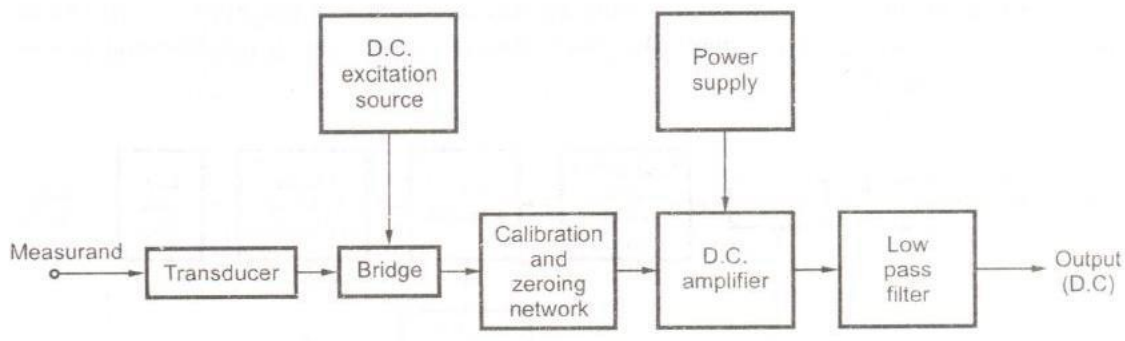 D.C.
excitation
source
Power
supply
Measurand
Transducer
Bridge
Calibration
and
zeroing
network
D.C.
amplifier
Low
pass
filter
Output
(D.C)